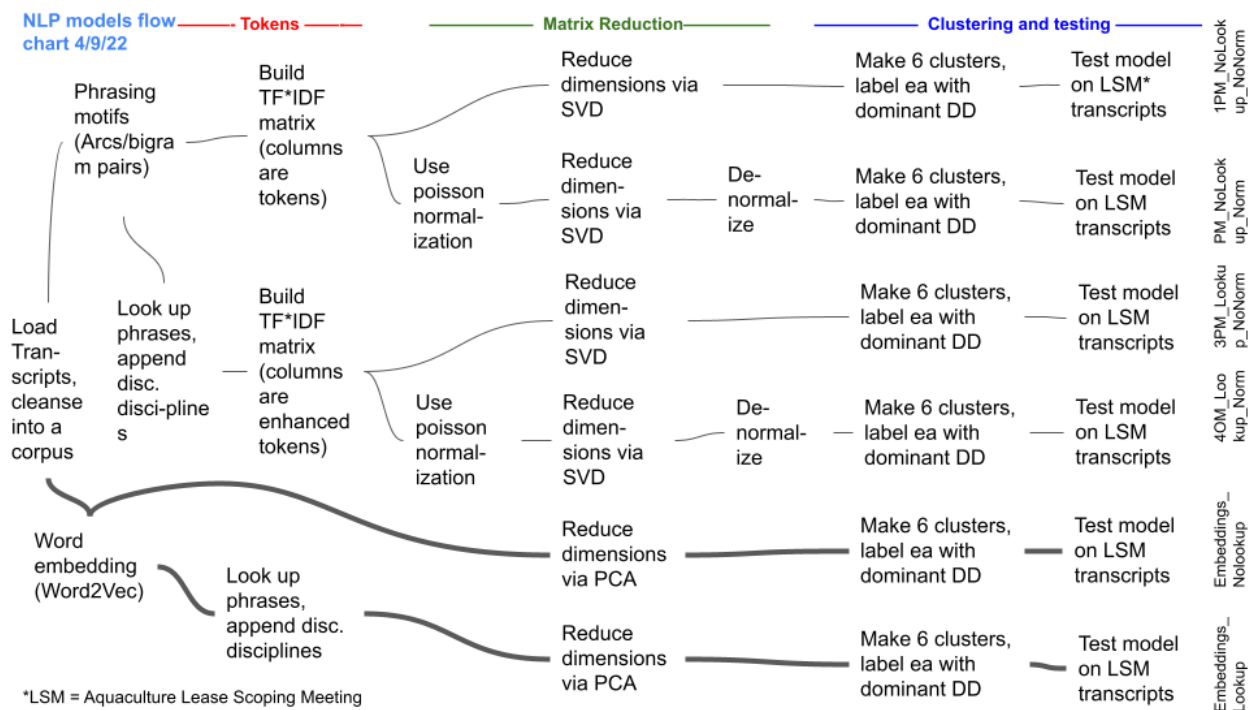 NLP models flow
chart 4/9/22
Tokens
Matrix Reduction
Clustering and testing
Phrasing
motifs
(Arcs/bigra
m pairs)
Build
TF*IDF
matrix
(columns
are
tokens)
Reduce
dimensions via
SVD
Make 6 clusters,
label ea with
dominant DD
Test model
on LSM*
transcripts
1PM_NoLook
up_NoNorm
Use
poisson
normal-
ization
Reduce
dimen-
sions via
SVD
De-
normal-
ize
Make 6 clusters,
label ea with
dominant DD
Test model
on LSM
transcripts
PM_NoLook
up_Norm
Load
Tran-
scripts,
cleanse
into a
corpus
Look up
phrases,
append
disc.
disci-pline
s
Build
TF*IDF
matrix
(columns
are
enhanced
tokens)
Reduce
dimen-
sions via
SVD
Make 6 clusters,
label ea with
dominant DD
Test model
on LSM
transcripts
3PM_Looku
p_NoNorm
Use
poisson
normal-
ization
Reduce
dimen-
sions via
SVD
De-
normal-
ize
Make 6 clusters,
label ea with
dominant DD
Test model
on LSM
transcripts
4OM_Loo
kup_Norm
Word
embedding
(Word2Vec)
Reduce
dimensions
via PCA
Make 6 clusters,
label ea with
dominant DD
Test model
on LSM
transcripts
Embeddings_
Nolookup
Look up
phrases,
append disc.
disciplines
Reduce
dimensions
via PCA
Make 6 clusters,
label ea with
dominant DD
Test model
on LSM
transcripts
Embeddings_
Lookup
*LSM = Aquaculture Lease Scoping Meeting